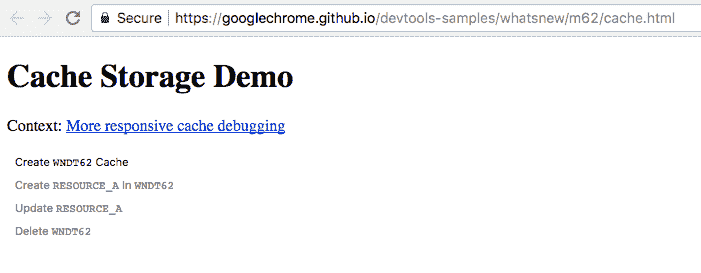 Secure https://googlechrome.github.io/devtools-samples/whatsnew/m62/cache.html
Cache Storage Demo
Context: More responsive cache debugging
Create WNDT62 Cache
Create RESOURCE_A in WNDT62
Update RESOURCE_A
Delete WNDT62